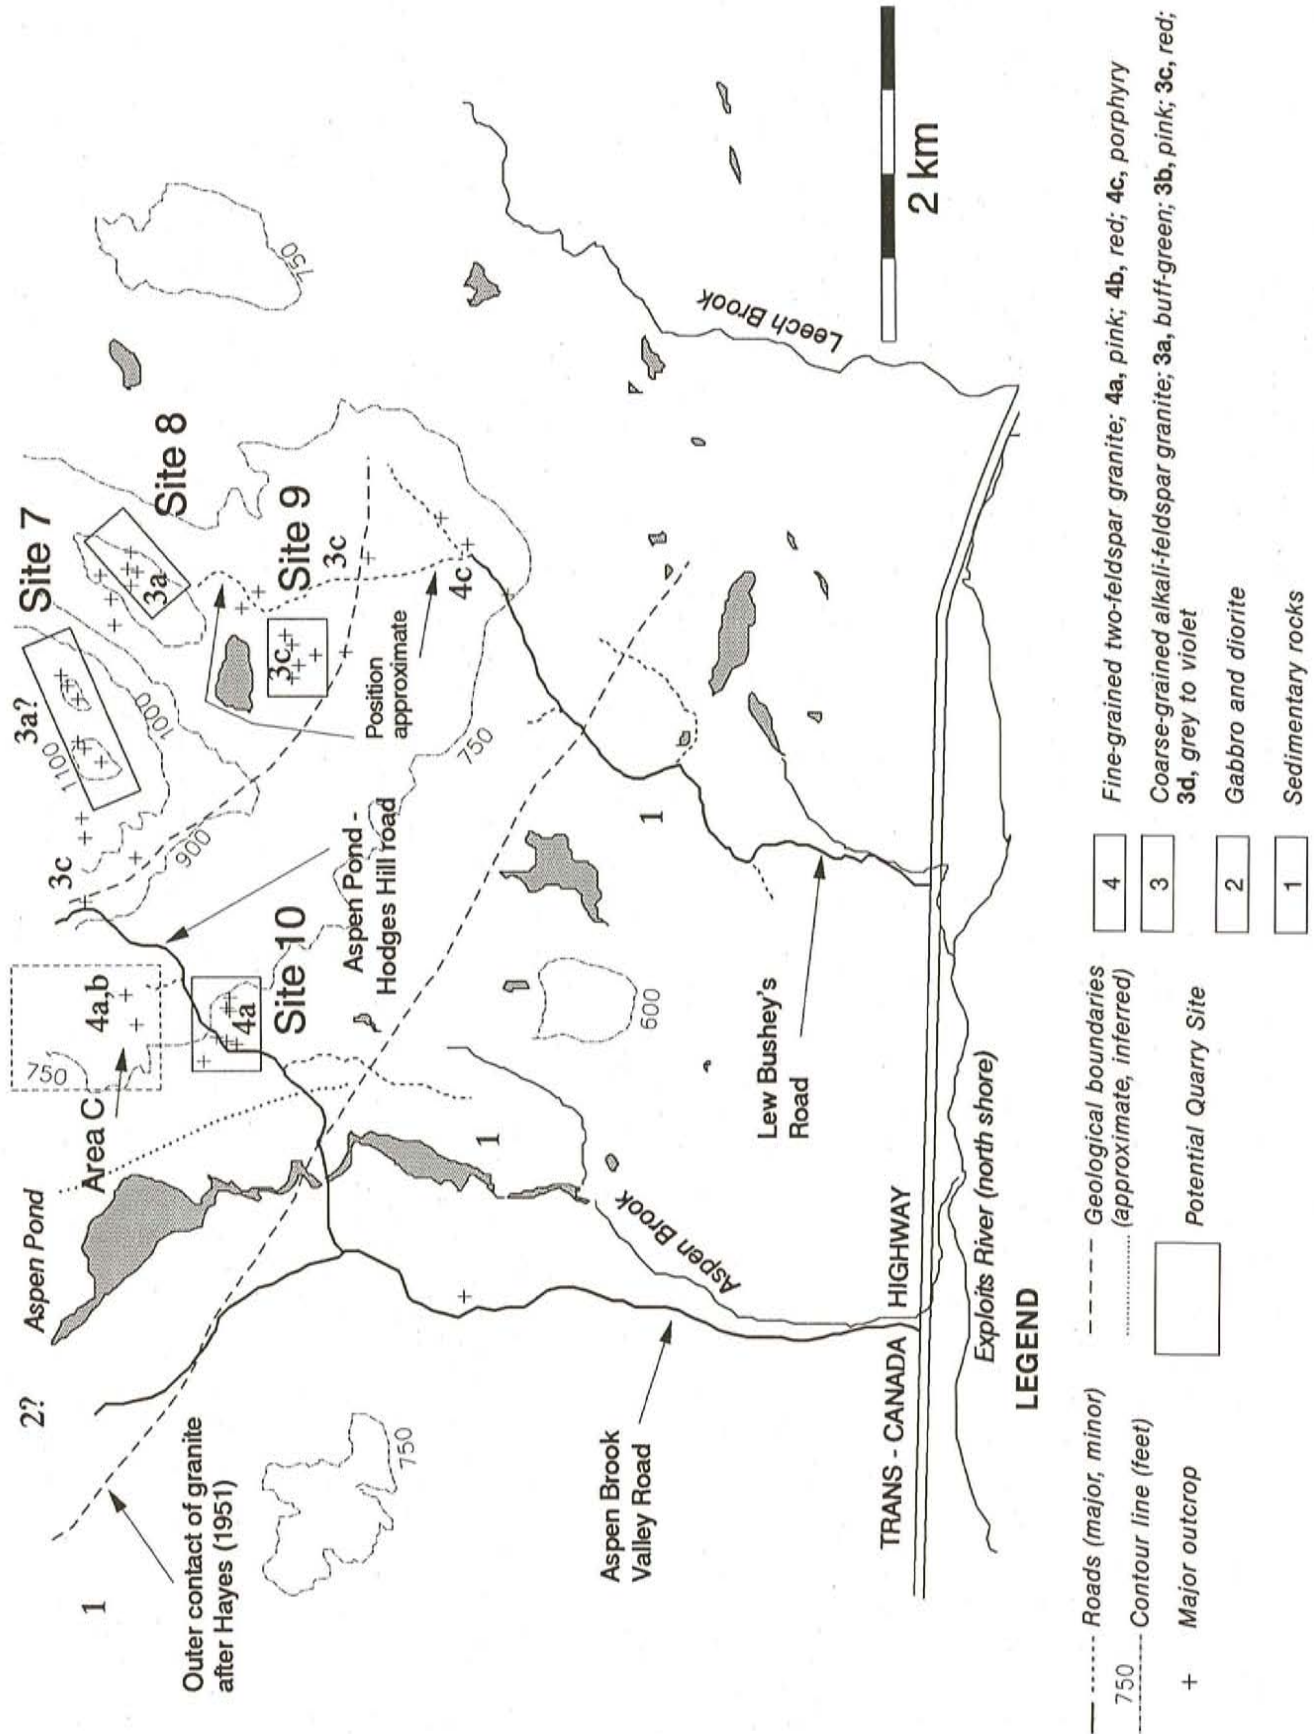 Aspen Pond
2?
1
Outer contact of granite
after Hayes (1951)
750
Area C
750
4a,b
3c
900
3a?
1100
1000
Site 7
3a
Site 8
750
4a
Site 10
Aspen Pond -
Hodges Hill road
3c
Site 9
3c
Position
approximate
4c
750
1
600
1
Aspen Brook
Aspen Brook
Valley Road
Lew Bushey's
Road
Leech Brook
2 km
TRANS - CANADA HIGHWAY
Exploits River (north shore)
LEGEND
Roads (major, minor)
750 Contour line (feet)
+ Major outcrop
Geological boundaries
(approximate, inferred)
Potential Quarry Site
4 Fine-grained two-feldspar granite; 4a, pink; 4b, red; 4c, porphyry
3 Coarse-grained alkali-feldspar granite; 3a, buff-green; 3b, pink; 3c, red;
3d, grey to violet
2 Gabbro and diorite
1 Sedimentary rocks